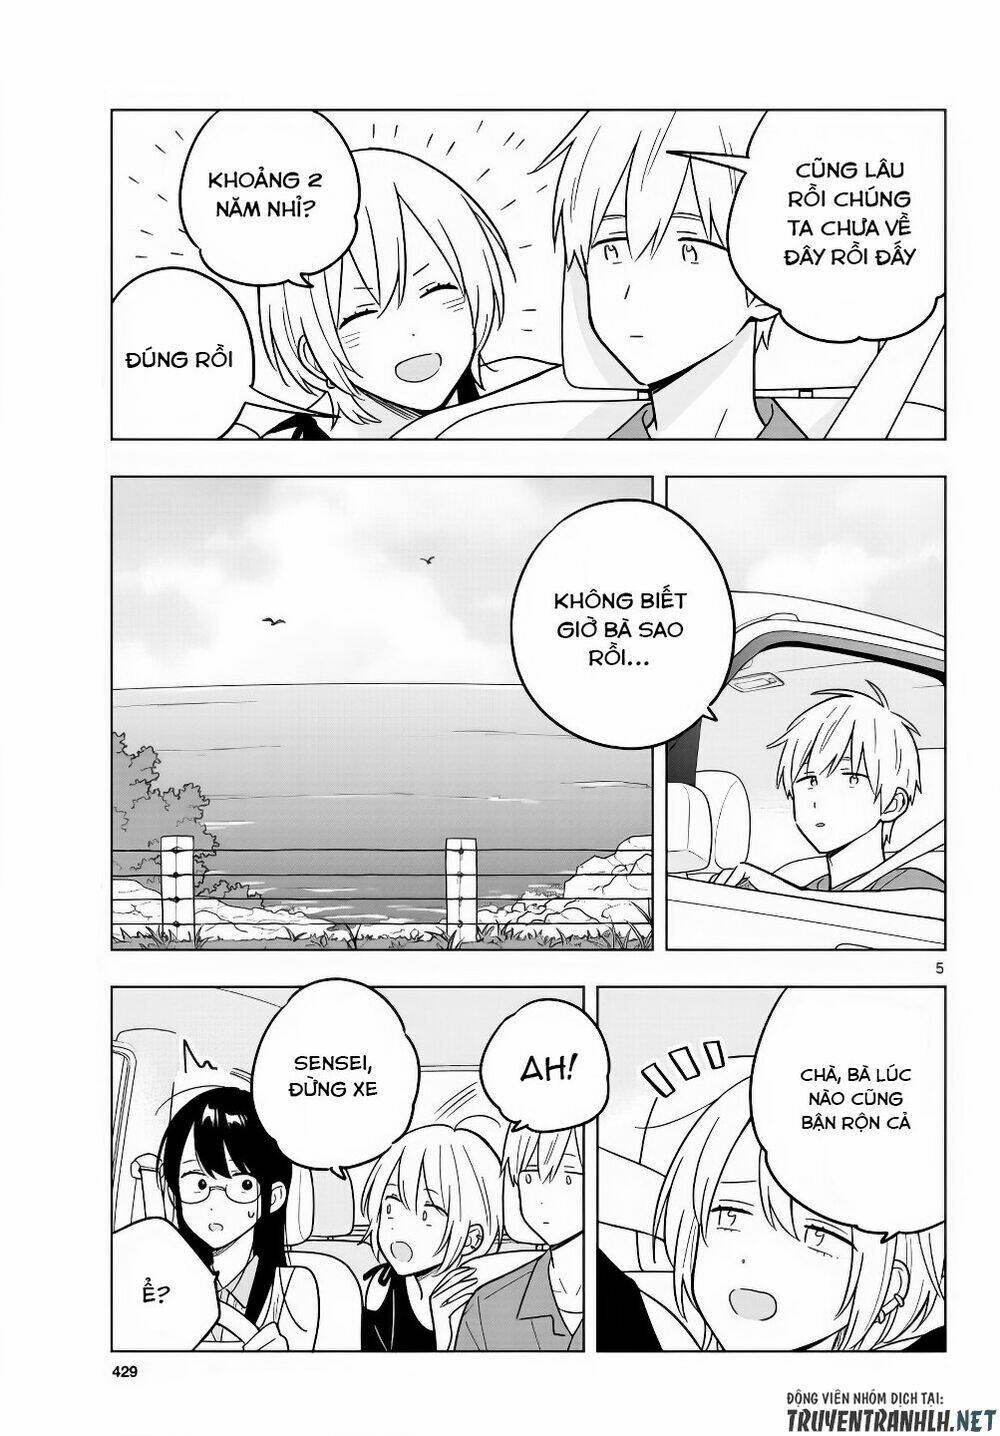 CŨNG LÂU
RỒI CHÚNG
TA CHƯA VỀ
ĐÂY RỒI ĐẤY
KHOẢNG 2
NĂM NHỈ?
ĐÚNG RỒI
KHÔNG BIẾT
GIỜ BÀ SAO
RỒI...
5
CHÀ, BÀ LÚC
NÀO CŨNG
BẬN RỘN CẢ
AH!
SENSEI,
ĐỪNG XE
Ể?
429
ĐỘNG VIÊN NHÓM DỊCH TẠI:
TRUYENTRANHLH.NET